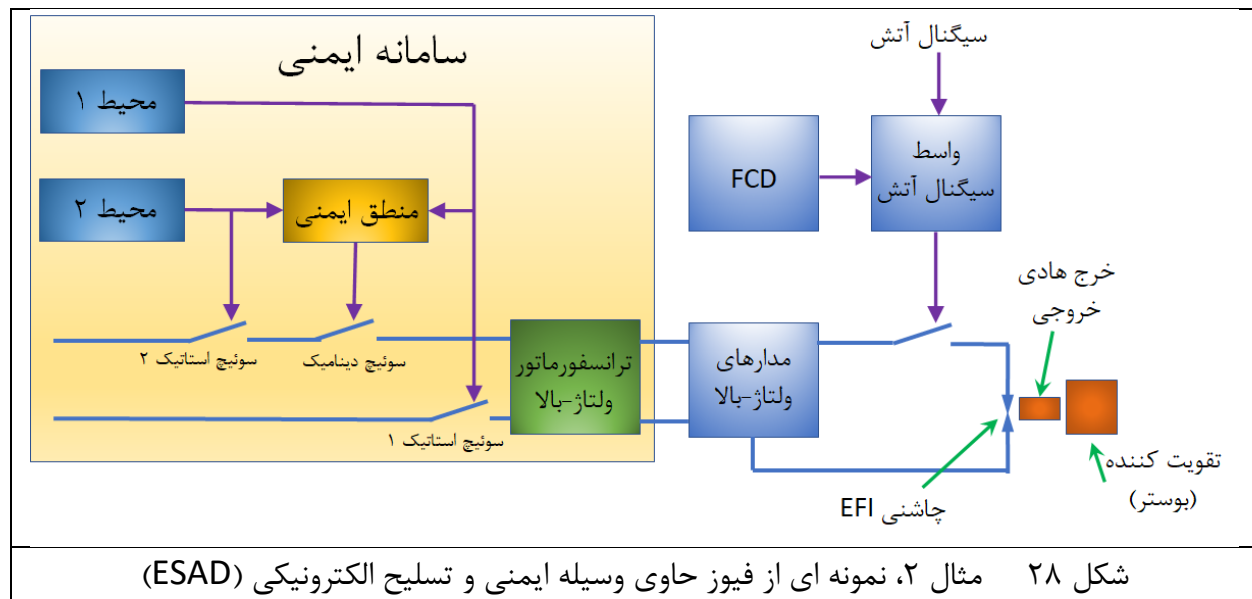 سامانه ایمنی
محیط ۱
محیط ۲
منطق ایمنی
سوئیچ استاتیک ۲
سوئیچ دینامیک
سوئیچ استاتیک ۱
ترانسفورماتور
ولتاژ-بالا
مدارهای
ولتاژ-بالا
FCD
سیگنال آتش
واسط
سیگنال آتش
خرج هادی
خروجی
تقویت کننده
(بوستر)
چاشنی EFI
شکل ۲۸ مثال ۲، نمونه ای از فیوز حاوی وسیله ایمنی و تسلیح الکترونیکی (ESAD)